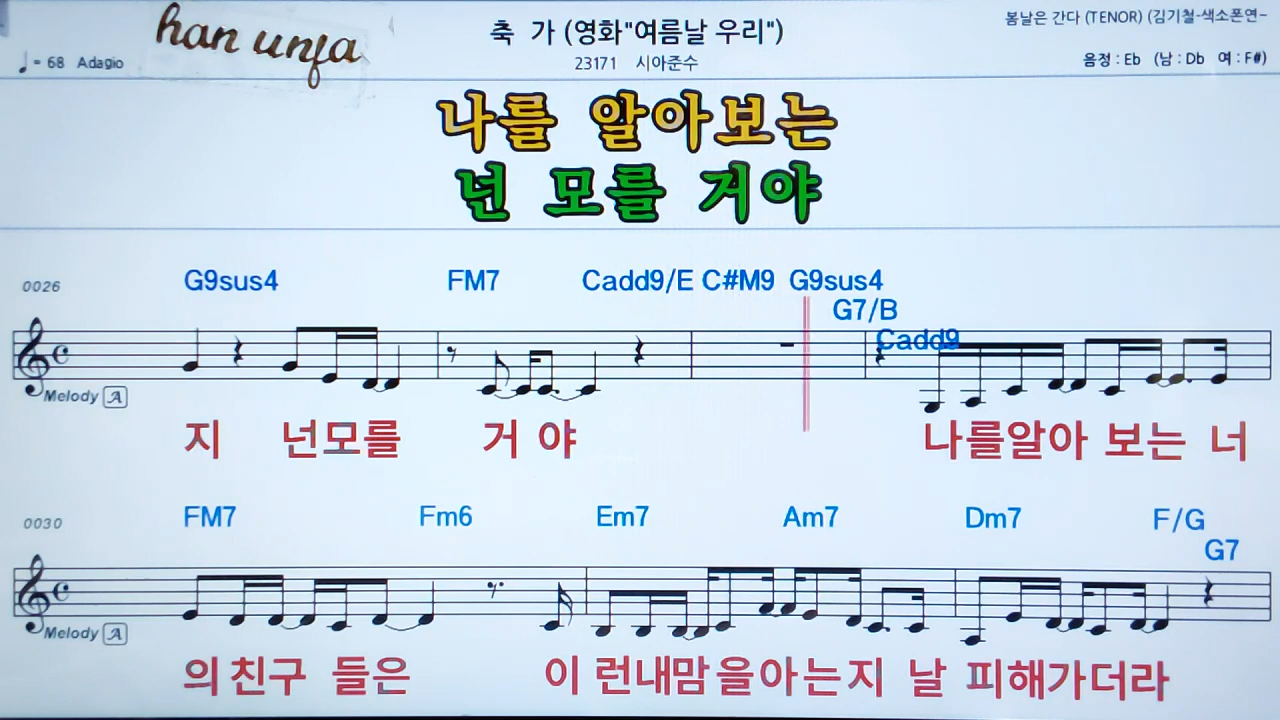 han unfa
축 가 (영화"여름날 우리")
봄날은 간다 (TENOR) (김기철-색소폰연-
♩= 68 Adagio
23171 시아준수
음정 : Eb (남 : Db 여 : F#)
나를 알아보는
넌 모를 거야
0026
G9sus4 FM7 Cadd9/E C#M9 G9sus4
G7/B
Cadd9
Melody A
지 넌모를 거 야 나를알아 보는 너
0030
FM7 Fm6 Em7 Am7 Dm7 F/G
G7
Melody A
의친구 들은 이 런내맘을아는지 날 피해가더라